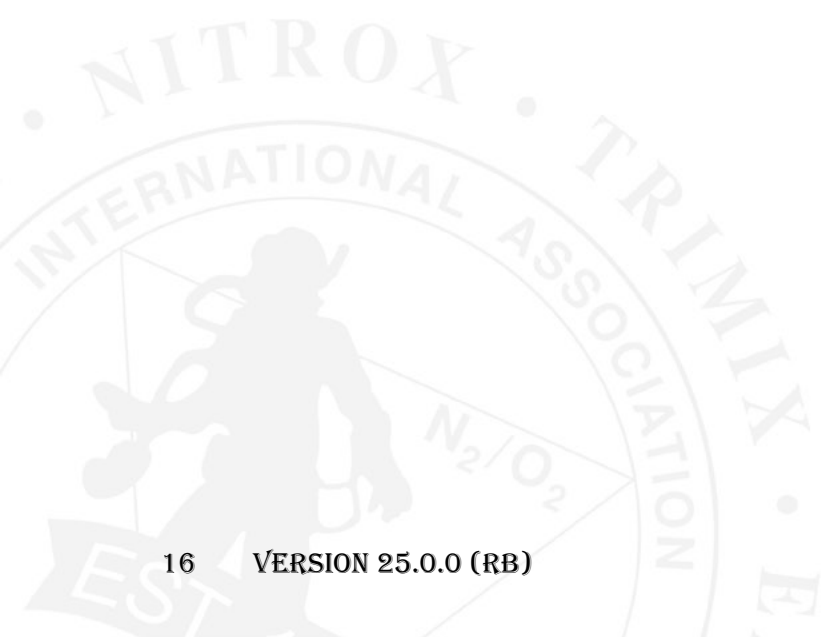 • NITROX • TRIMIX •
INTERNATIONAL ASSOCIATION
N₂/O₂
EST
16 VERSION 25.0.0 (RB)